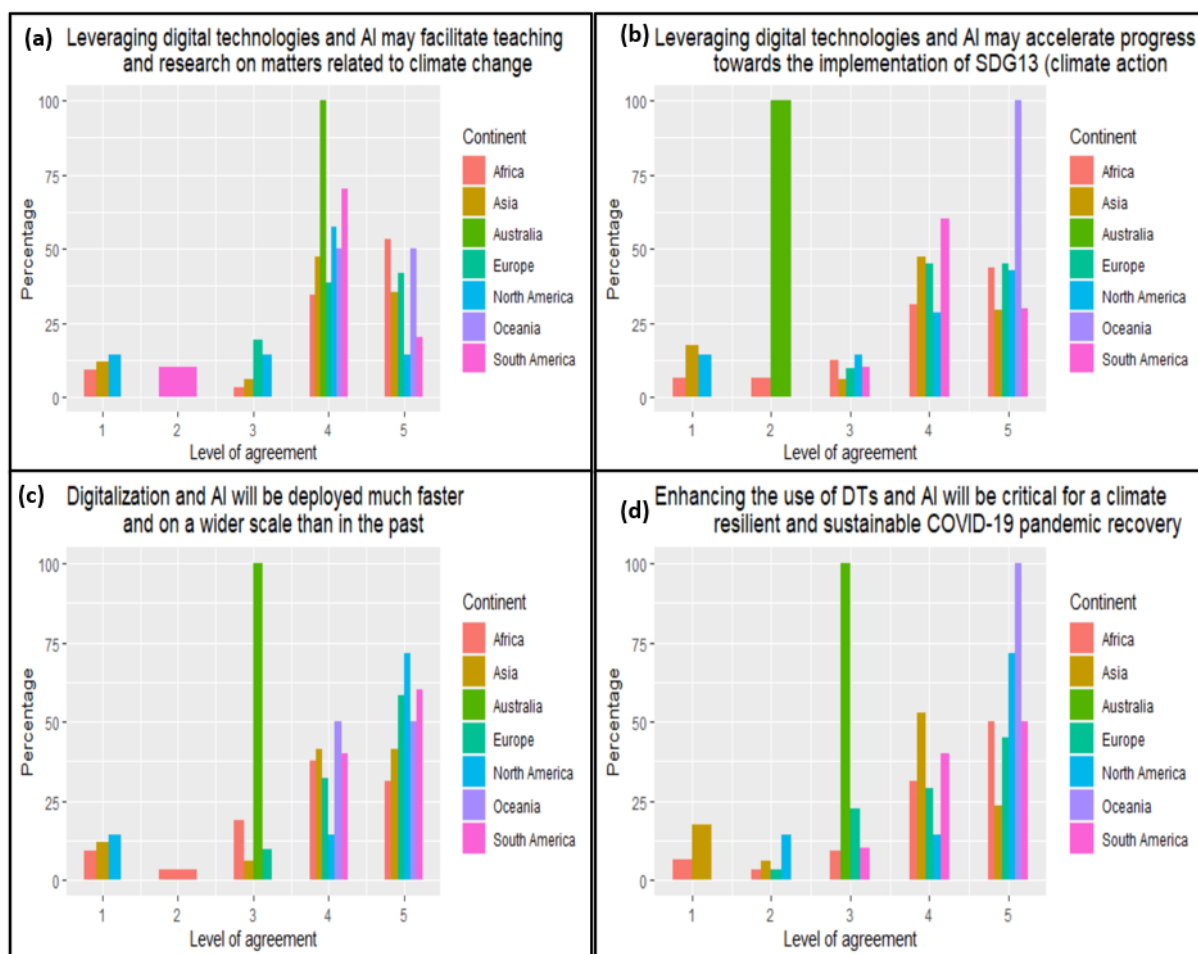 (a) Leveraging digital technologies and AI may facilitate teaching
and research on matters related to climate change
100
75
50
25
0
Percentage
1 2 3 4 5
Level of agreement
Continent
Africa
Asia
Australia
Europe
North America
Oceania
South America
(b) Leveraging digital technologies and AI may accelerate progress
towards the implementation of SDG13 (climate action
100
75
50
25
0
Percentage
1 2 3 4 5
Level of agreement
Continent
Africa
Asia
Australia
Europe
North America
Oceania
South America
(c) Digitalization and AI will be deployed much faster
and on a wider scale than in the past
100
75
50
25
0
Percentage
1 2 3 4 5
Level of agreement
Continent
Africa
Asia
Australia
Europe
North America
Oceania
South America
(d) Enhancing the use of DTs and AI will be critical for a climate
resilient and sustainable COVID-19 pandemic recovery
100
75
50
25
0
Percentage
1 2 3 4 5
Level of agreement
Continent
Africa
Asia
Australia
Europe
North America
Oceania
South America